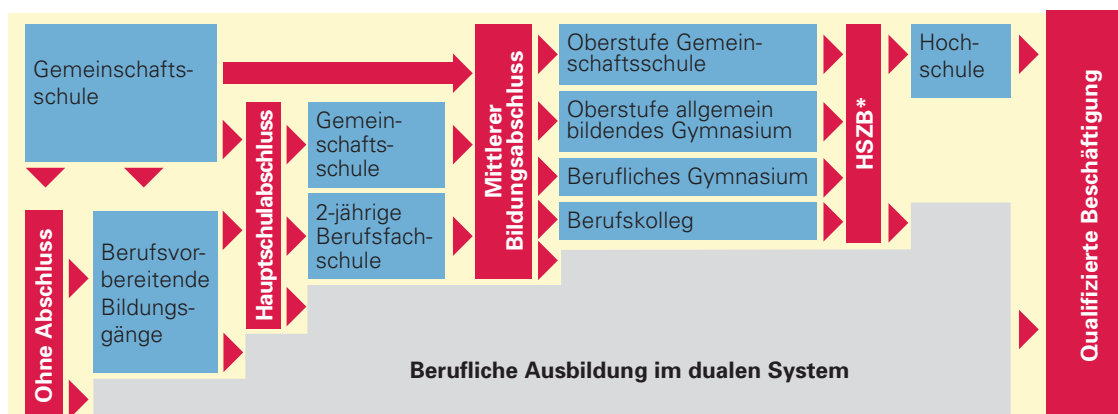 Gemeinschafts-
schule
Ohne Abschluss
Berufsvor-
bereitende
Bildungs-
gänge
Hauptschulabschluss
Gemein-
schafts-
schule
2-jährige
Berufsfach-
schule
Mittlerer
Bildungsabschluss
Oberstufe Gemein-
schaftsschule
Oberstufe allgemein
bildendes Gymnasium
Berufliches Gymnasium
Berufskolleg
HSZB*
Hoch-
schule
Qualifizierte Beschäftigung
Berufliche Ausbildung im dualen System